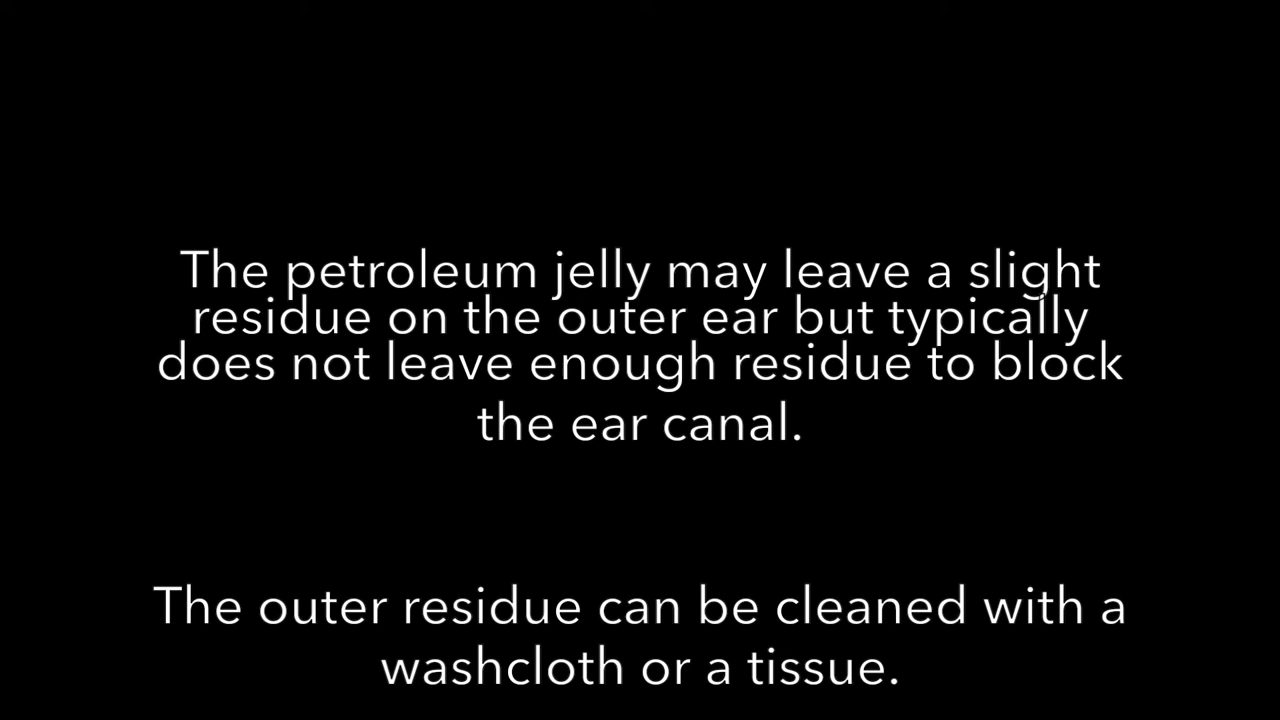 The petroleum jelly may leave a slight
residue on the outer ear but typically
does not leave enough residue to block
the ear canal.
The outer residue can be cleaned with a
washcloth or a tissue.